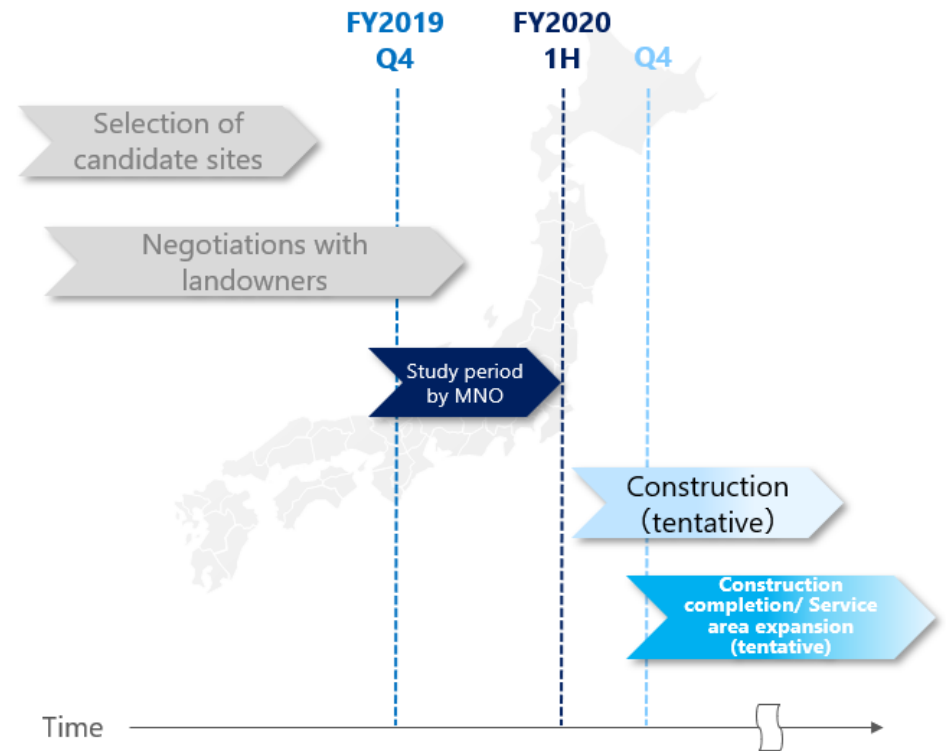 FY2019
Q4
FY2020
1H
Q4
Selection of
candidate sites
Negotiations with
landowners
Study period
by MNO
Construction
（tentative）
Construction
completion/ Service
area expansion
(tentative)
Time